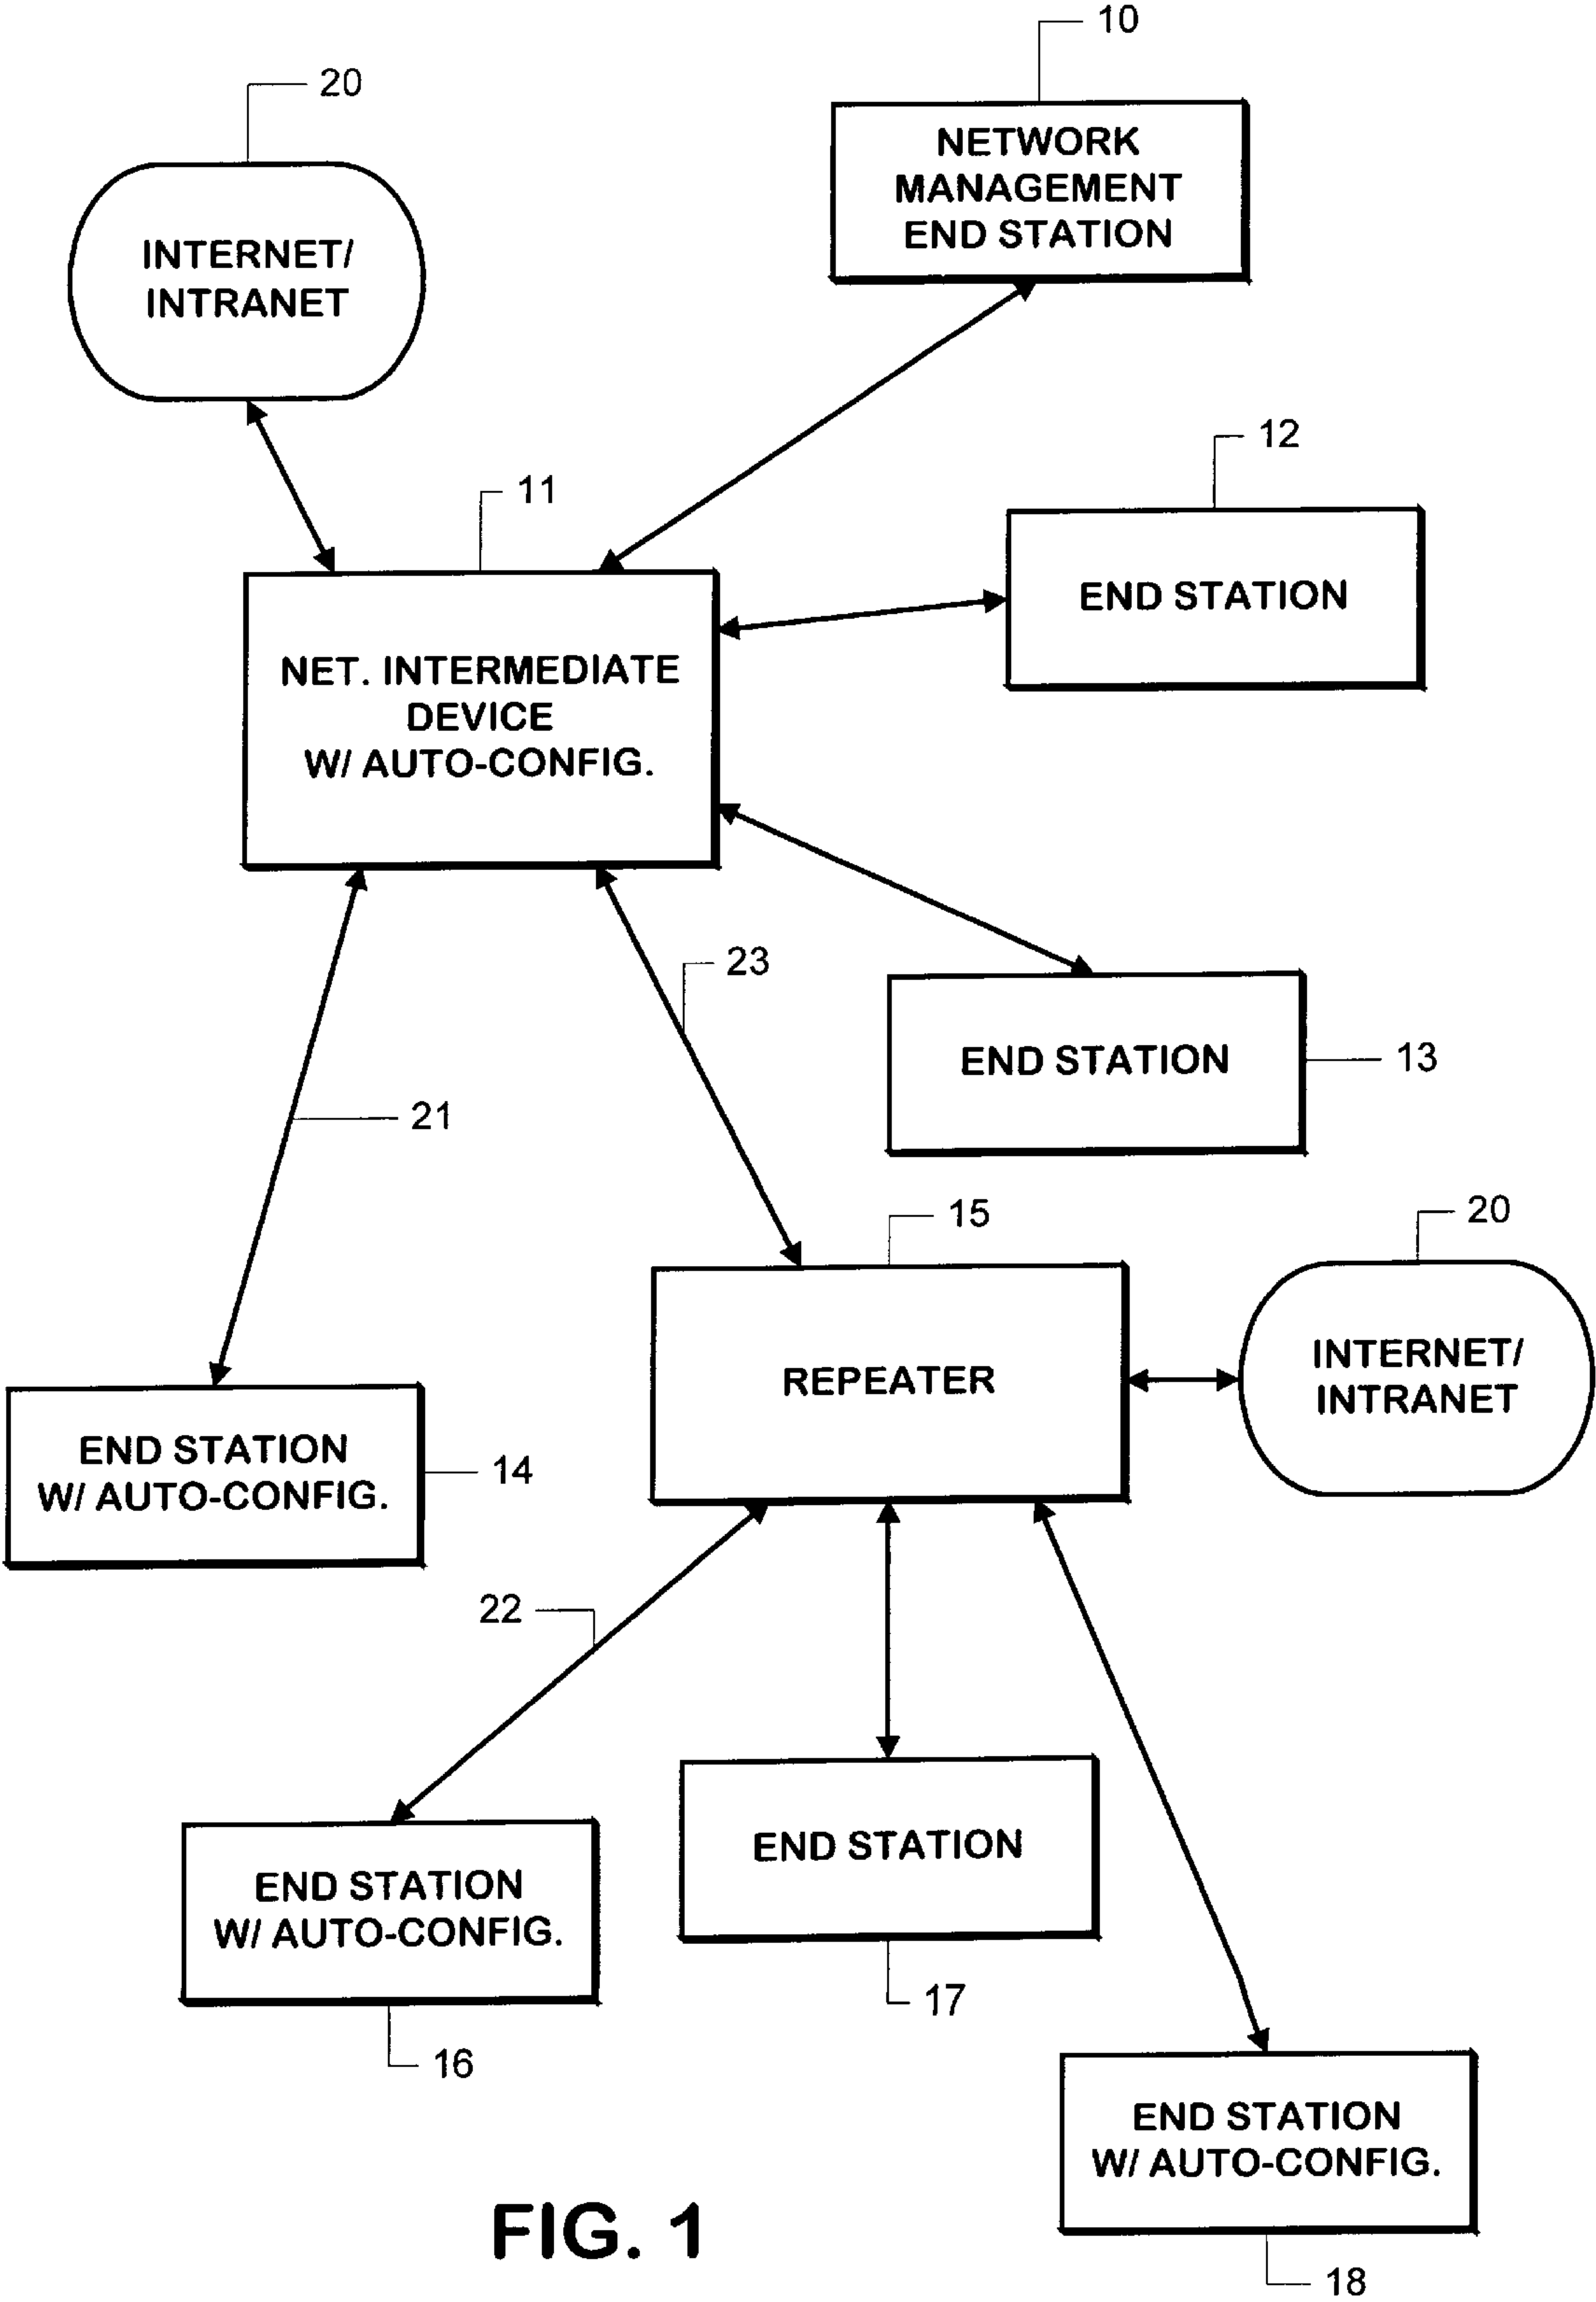 10
20
NETWORK
MANAGEMENT
END STATION
INTERNET/
INTRANET
12
11
END STATION
NET. INTERMEDIATE
DEVICE
W/ AUTO-CONFIG.
23
END STATION
13
21
15
20
REPEATER
INTERNET/
INTRANET
END STATION
W/ AUTO-CONFIG.
14
22
END STATION
END STATION
W/ AUTO-CONFIG.
17
16
END STATION
W/ AUTO-CONFIG.
FIG. 1
18